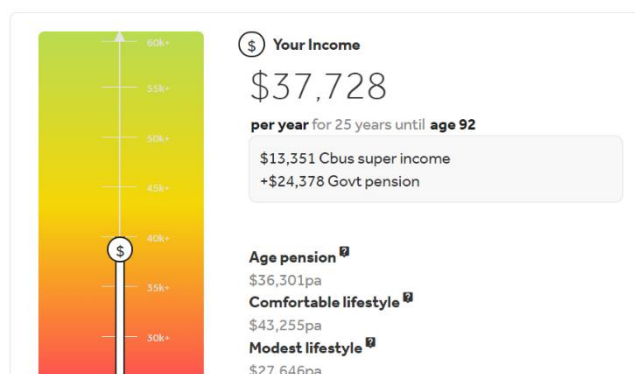 60k+
55k+
50k+
45k+
40k+
$
35k+
30k+
$ Your Income
$37,728
per year for 25 years until age 92
$13,351 Cbus super income
+$24,378 Govt pension
Age pension ?
$36,301pa
Comfortable lifestyle ?
$43,255pa
Modest lifestyle ?
$27,646pa